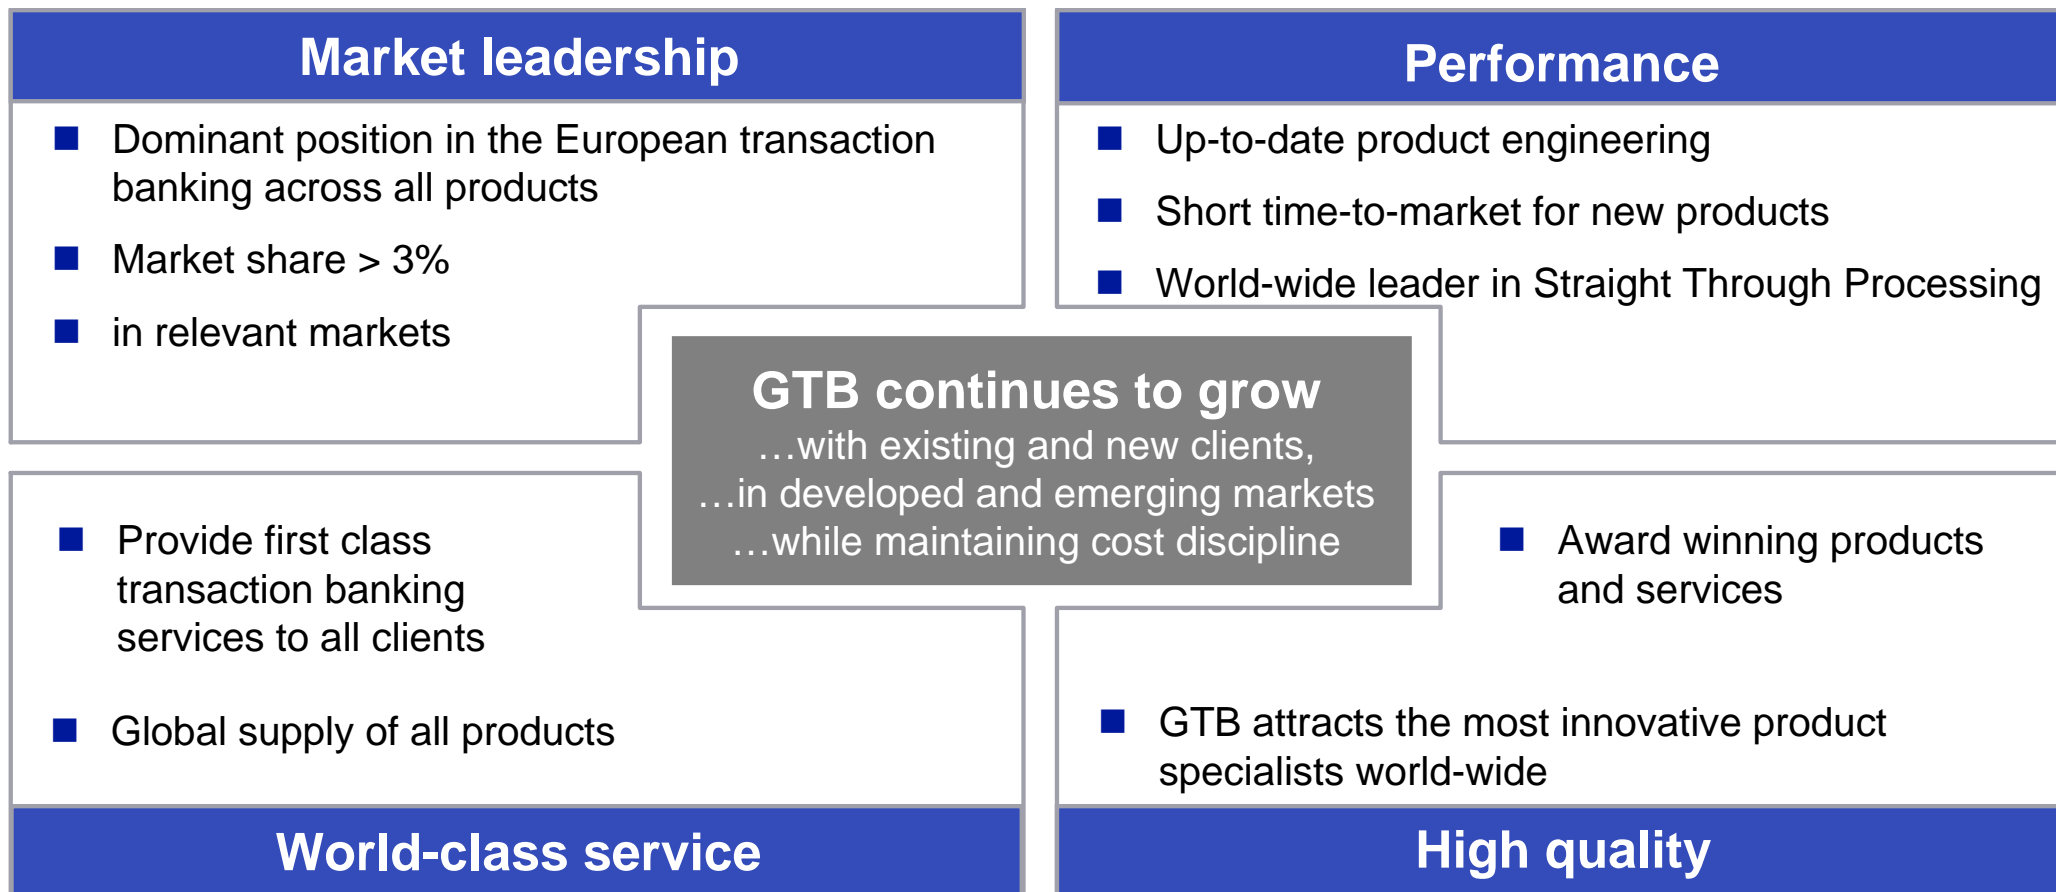 Market leadership
■ Dominant position in the European transaction
banking across all products
■ Market share > 3%
■ in relevant markets
Performance
■ Up-to-date product engineering
■ Short time-to-market for new products
■ World-wide leader in Straight Through Processing
GTB continues to grow
…with existing and new clients,
…in developed and emerging markets
…while maintaining cost discipline
■ Provide first class
transaction banking
services to all clients
■ Global supply of all products
World-class service
■ Award winning products
and services
■ GTB attracts the most innovative product
specialists world-wide
High quality